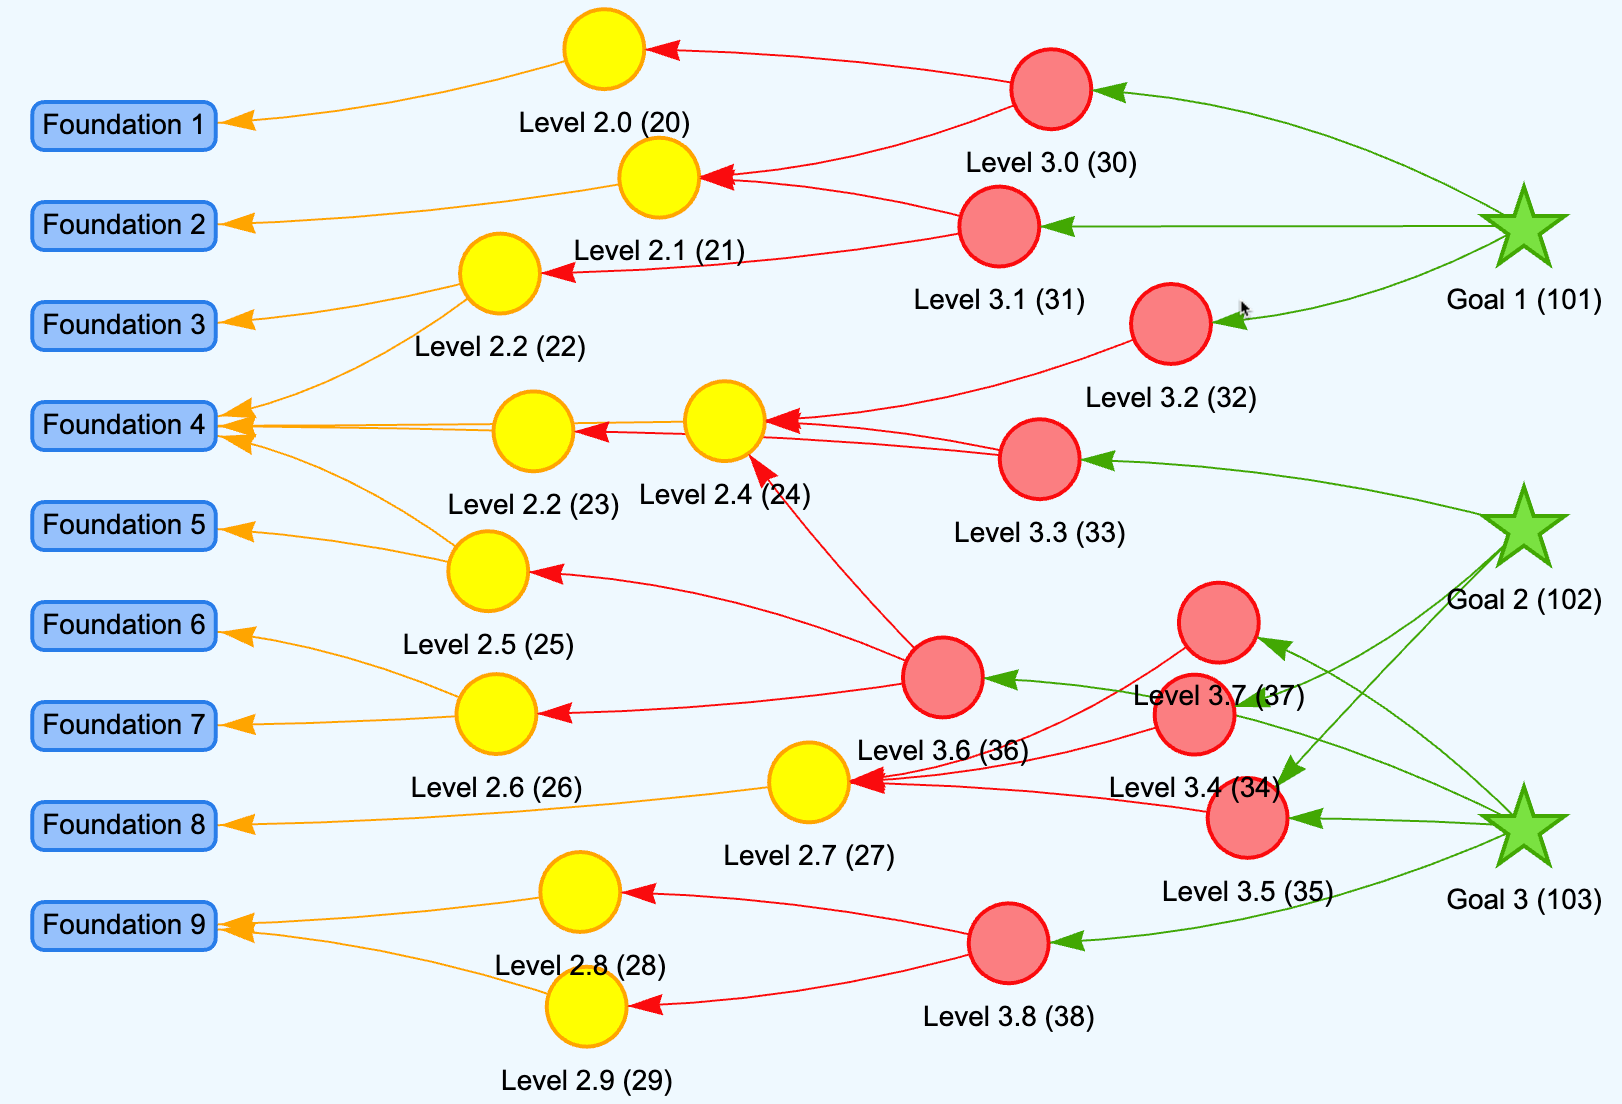 Foundation 1
Foundation 2
Foundation 3
Foundation 4
Foundation 5
Foundation 6
Foundation 7
Foundation 8
Foundation 9
Level 2.0 (20)
Level 2.1 (21)
Level 2.2 (22)
Level 2.2 (23)
Level 2.4 (24)
Level 2.5 (25)
Level 2.6 (26)
Level 2.7 (27)
Level 2.8 (28)
Level 2.9 (29)
Level 3.0 (30)
Level 3.1 (31)
Level 3.2 (32)
Level 3.3 (33)
Level 3.7 (37)
Level 3.6 (36)
Level 3.4 (34)
Level 3.5 (35)
Level 3.8 (38)
Goal 1 (101)
Goal 2 (102)
Goal 3 (103)